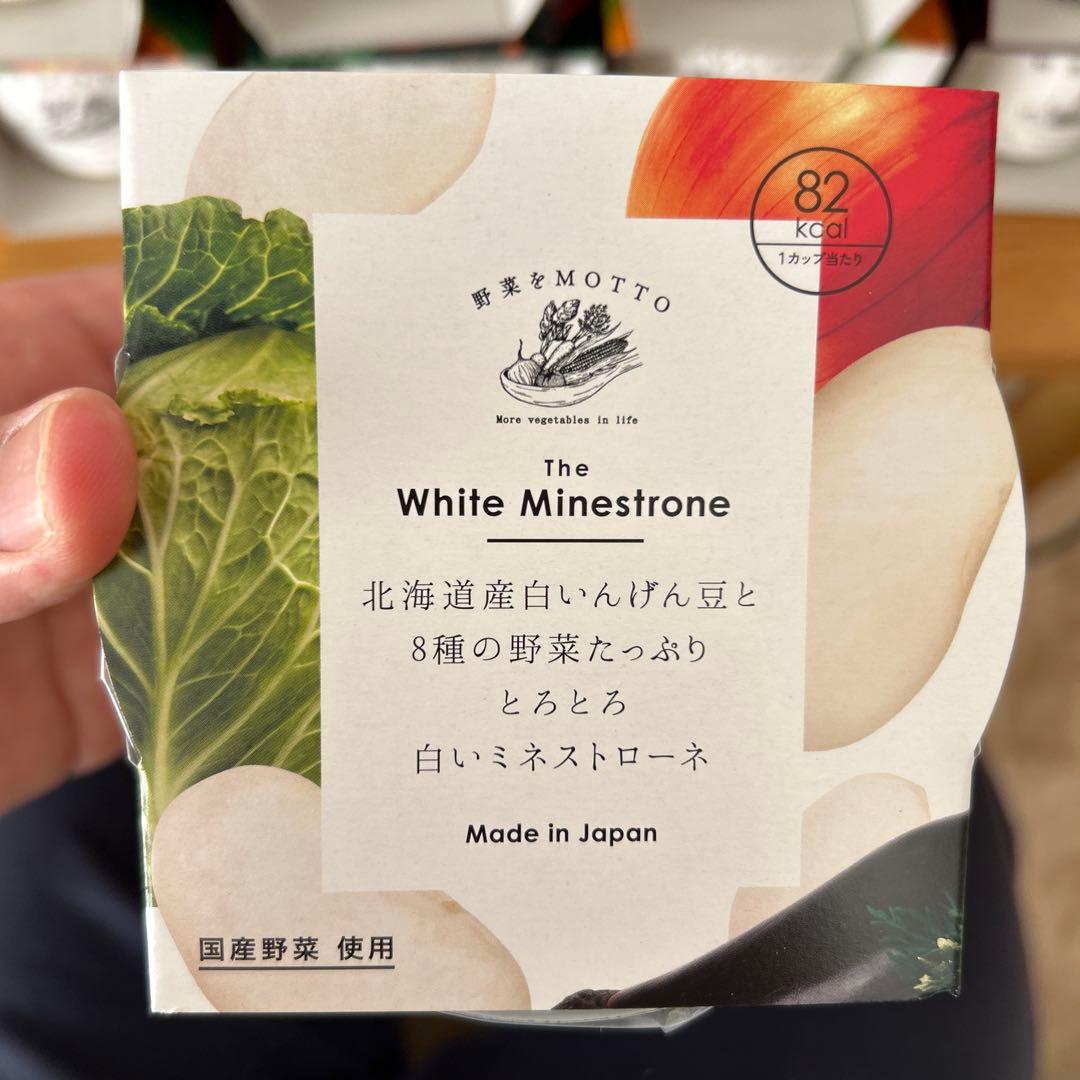 82
kcal
1カップ当たり
野菜をMOTTO
More vegetables in life
The
White Minestrone
北海道産白いんげん豆と
8種の野菜たっぷり
とろとろ
白いミネストローネ
Made in Japan
国産野菜 使用